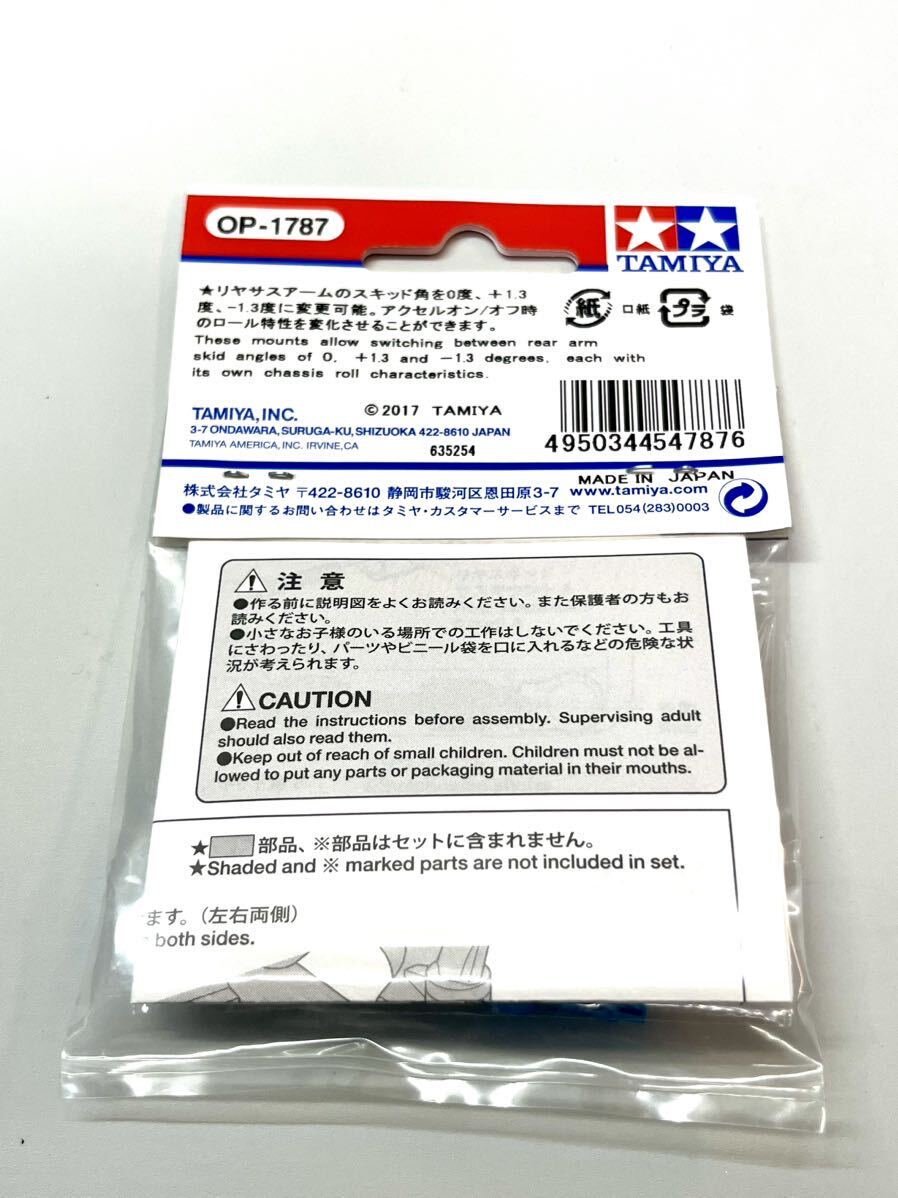 OP-1787
TAMIYA
★リヤサスアームのスキッド角を0度、+1.3
度、-1.3度に変更可能。アクセルオン/オフ時
のロール特性を変化させることができます。
These mounts allow switching between rear arm
skid angles of 0, +1.3 and -1.3 degrees, each with
its own chassis roll characteristics.
紙 口紙 プラ 袋
TAMIYA, INC. ©2017 TAMIYA
3-7 ONDAWARA, SURUGA-KU, SHIZUOKA 422-8610 JAPAN
TAMIYA AMERICA, INC. IRVINE, CA 635254
4950344547876
MADE IN JAPAN
株式会社タミヤ 〒422-8610 静岡市駿河区恩田原3-7 www.tamiya.com
●製品に関するお問い合わせはタミヤ・カスタマーサービスまで TEL054(283)0003
注 意
●作る前に説明図をよくお読みください。また保護者の方もお
読みください。
●小さなお子様のいる場所での工作はしないでください。工具
にさわったり、パーツやビニール袋を口に入れるなどの危険な状
況が考えられます。
CAUTION
●Read the instructions before assembly. Supervising adult
should also read them.
●Keep out of reach of small children. Children must not be al-
lowed to put any parts or packaging material in their mouths.
★ 部品、※部品はセットに含まれません。
★Shaded and ※ marked parts are not included in set.
ます。(左右両側)
both sides.